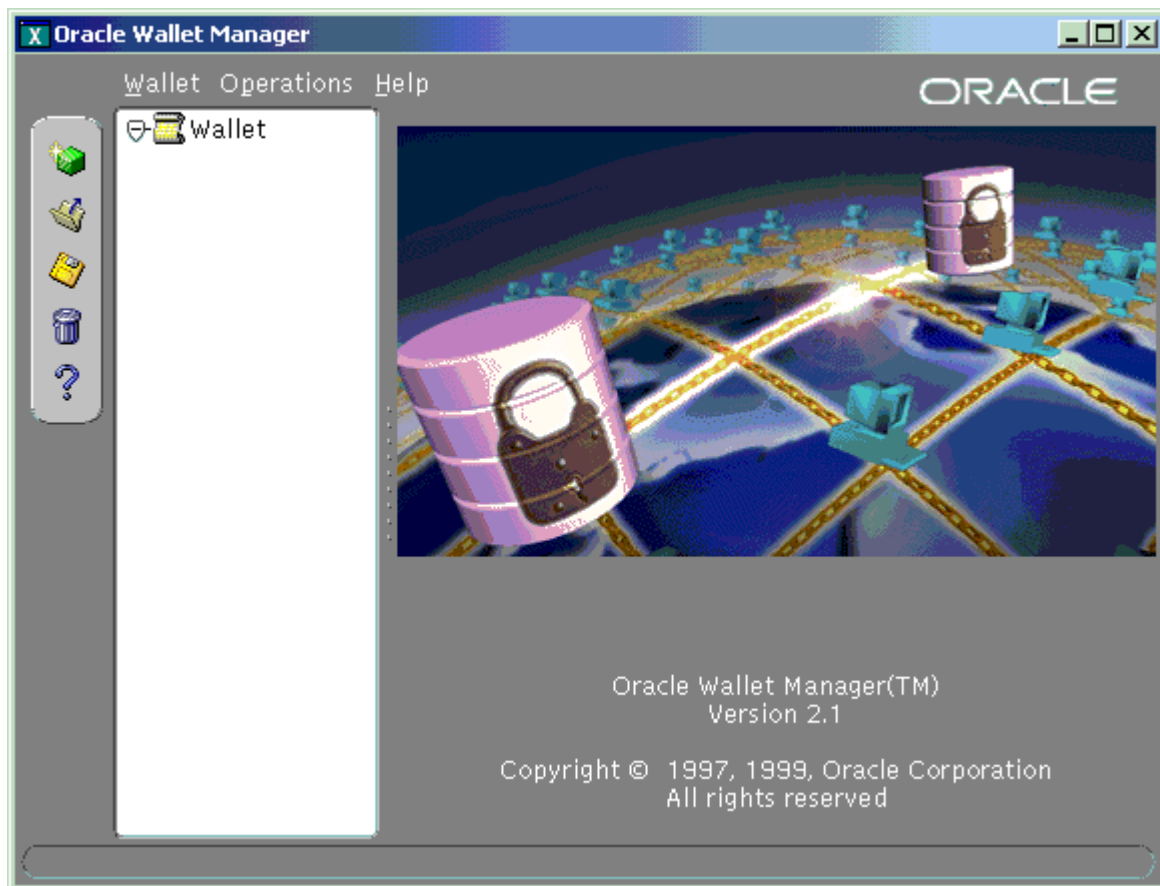 X Oracle Wallet Manager
Wallet Operations Help
ORACLE
Wallet
Oracle Wallet Manager(TM)
Version 2.1
Copyright © 1997, 1999, Oracle Corporation
All rights reserved